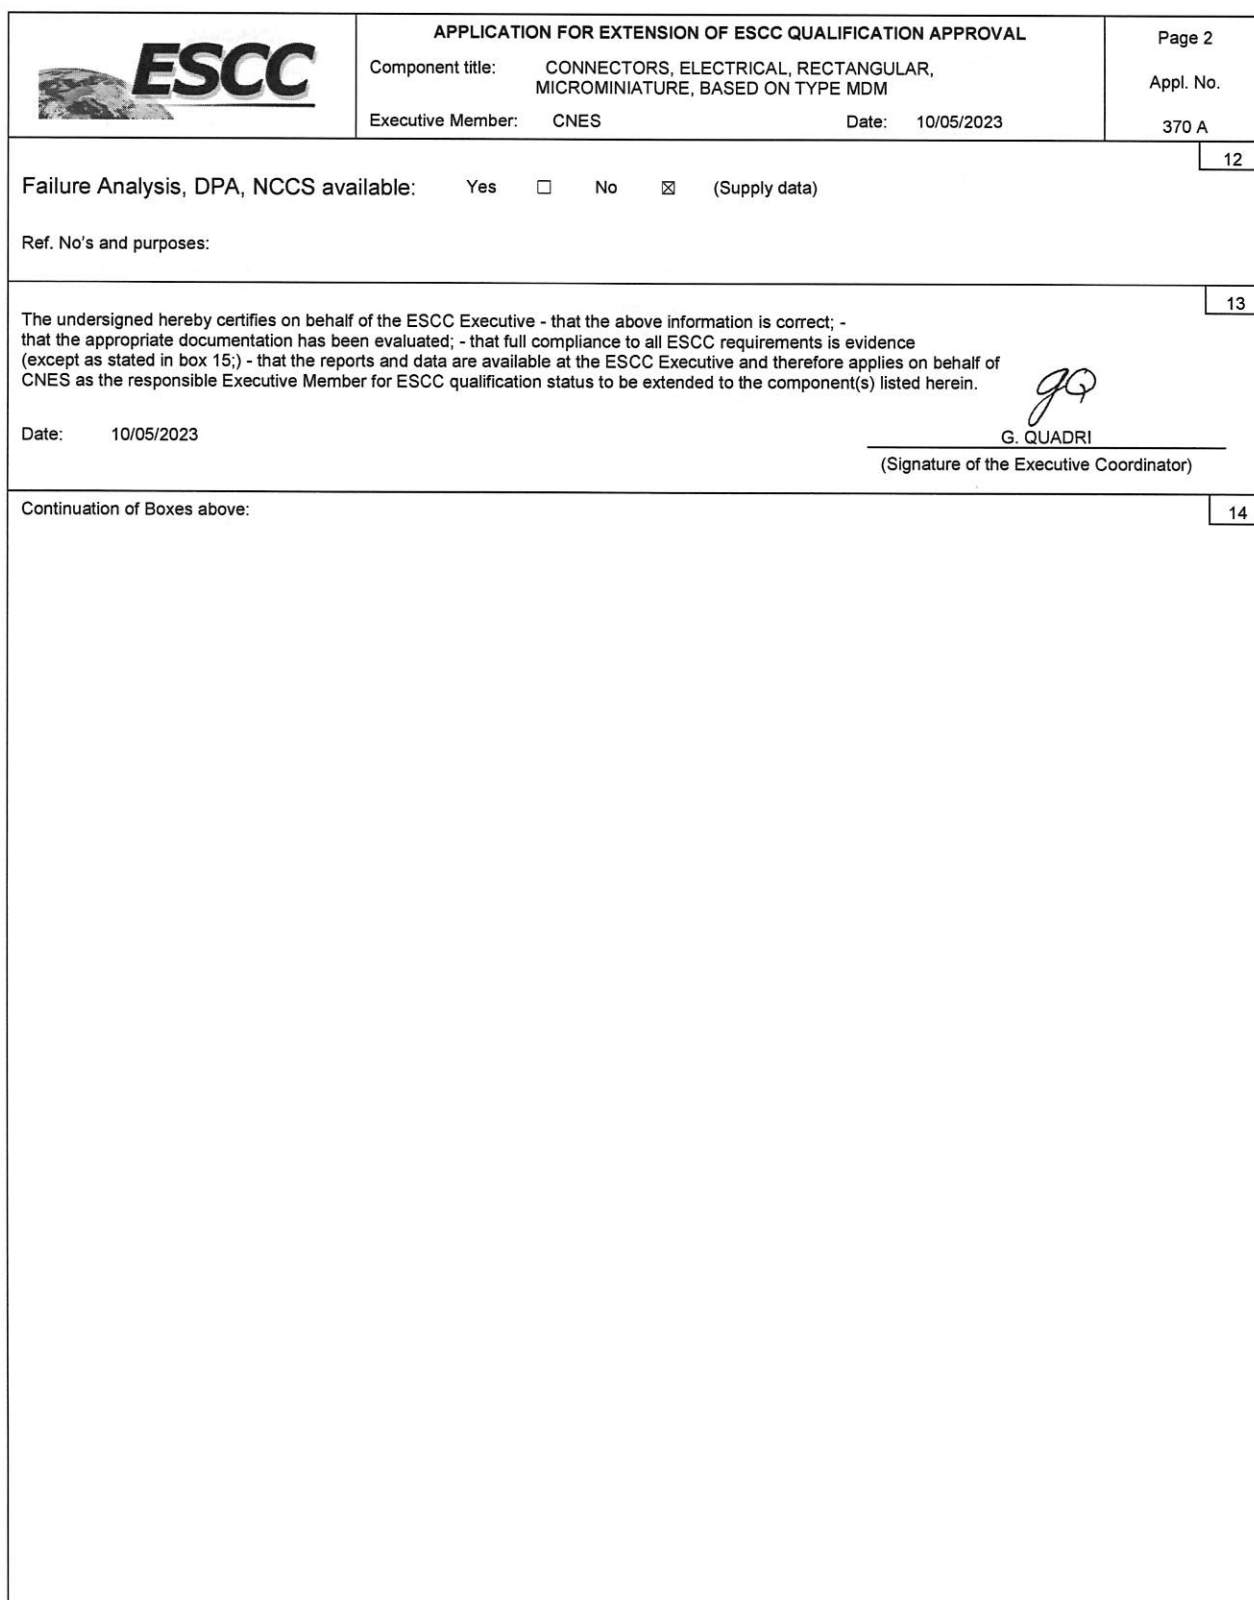 ESCC
APPLICATION FOR EXTENSION OF ESCC QUALIFICATION APPROVAL
Component title: CONNECTORS, ELECTRICAL, RECTANGULAR,
MICROMINIATURE, BASED ON TYPE MDM
Executive Member: CNES Date: 10/05/2023
Page 2
Appl. No.
370 A
12
Failure Analysis, DPA, NCCS available: Yes ☐ No ☒ (Supply data)
Ref. No's and purposes:
13
The undersigned hereby certifies on behalf of the ESCC Executive - that the above information is correct; -
that the appropriate documentation has been evaluated; - that full compliance to all ESCC requirements is evidence
(except as stated in box 15;) - that the reports and data are available at the ESCC Executive and therefore applies on behalf of
CNES as the responsible Executive Member for ESCC qualification status to be extended to the component(s) listed herein.
gQ
Date: 10/05/2023
G. QUADRI
(Signature of the Executive Coordinator)
Continuation of Boxes above:
14